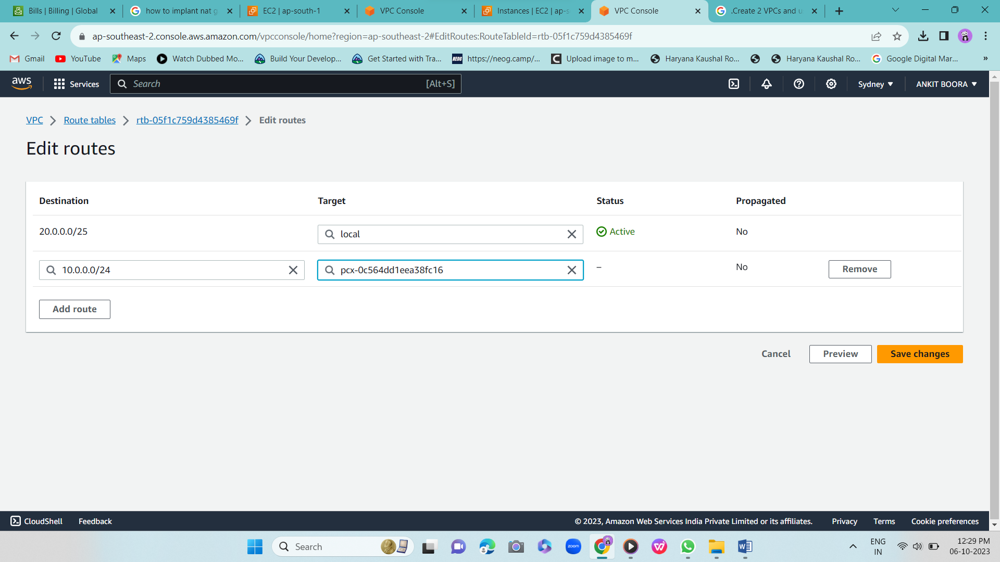 Bills | Billing | Global
how to implant nat g
EC2 | ap-south-1
VPC Console
Instances | EC2 | ap-s
VPC Console
.Create 2 VPCs and u
ap-southeast-2.console.aws.amazon.com/vpcconsole/home?region=ap-southeast-2#EditRoutes:RouteTableId=rtb-05f1c759d4385469f
Gmail
YouTube
Maps
Watch Dubbed Mo...
Build Your Develop...
Get Started with Tra...
NEOG
https://neog.camp/...
Upload image to m...
Haryana Kaushal Ro...
Haryana Kaushal Ro...
Google Digital Mar...
»
aws
Services
Search
[Alt+S]
Sydney
ANKIT BOORA
VPC
Route tables
rtb-05f1c759d4385469f
Edit routes
Edit routes
Destination
Target
Status
Propagated
20.0.0.0/25
local
Active
No
10.0.0.0/24
pcx-0c564dd1eea38fc16
–
No
Remove
Add route
Cancel
Preview
Save changes
CloudShell
Feedback
© 2023, Amazon Web Services India Private Limited or its affiliates.
Privacy
Terms
Cookie preferences
Search
zoom
ENG
IN
12:29 PM
06-10-2023